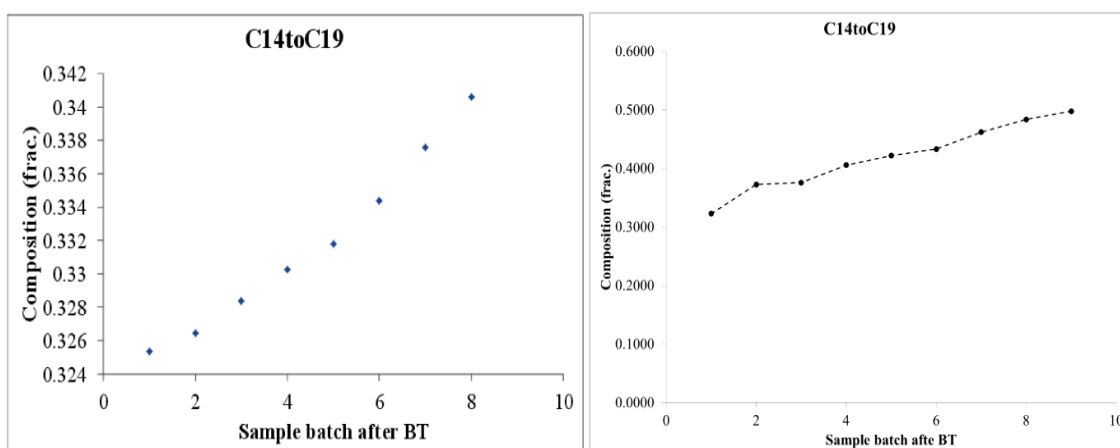 C14toC19
0.342
0.34
0.338
0.336
0.334
0.332
0.33
0.328
0.326
0.324
Composition (frac.)
0 2 4 6 8 10
Sample batch after BT
C14toC19
0.6000
0.5000
0.4000
0.3000
0.2000
0.1000
0.0000
Composition (frac.)
0 2 4 6 8 10
Sample batch afte BT